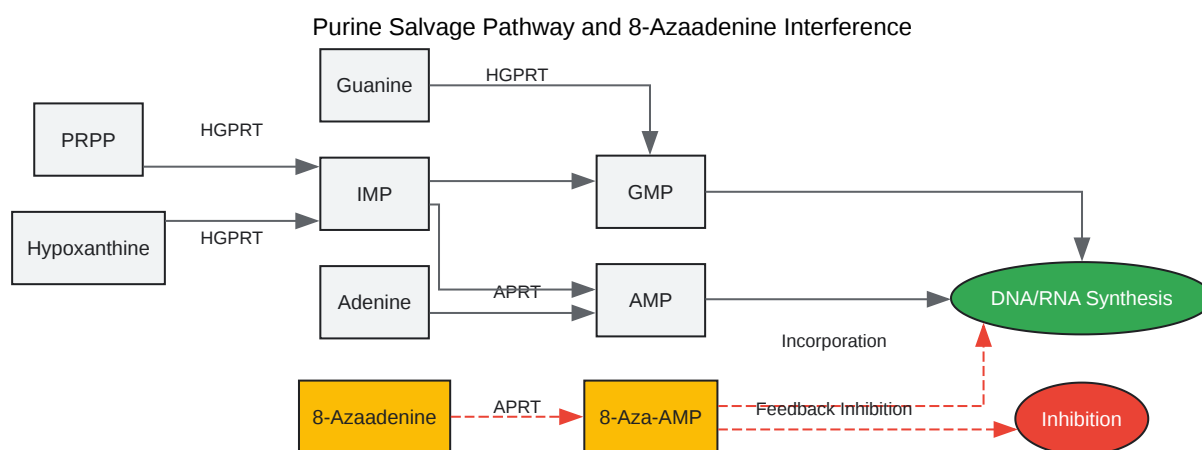 Purine Salvage Pathway and 8-Azaadenine Interference
Guanine
HGPRT
PRPP
HGPRT
IMP
GMP
Hypoxanthine
HGPRT
Adenine
APRT
AMP
DNA/RNA Synthesis
Incorporation
8-Azaadenine
APRT
8-Aza-AMP
Feedback Inhibition
Inhibition